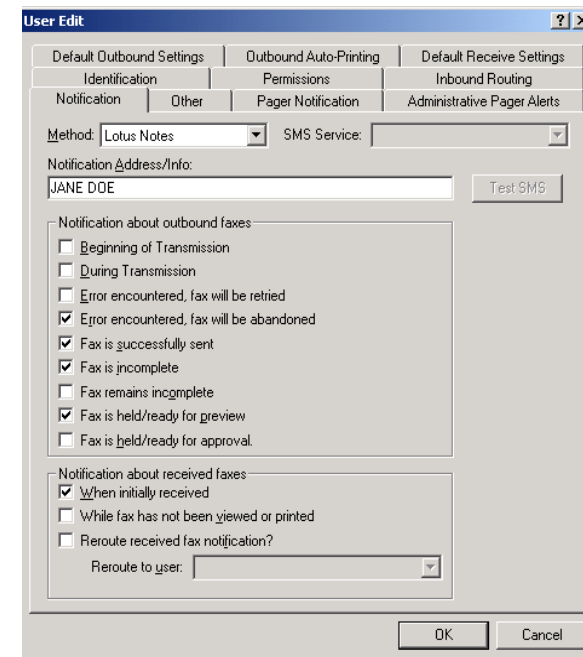 User Edit
Default Outbound Settings Outbound Auto-Printing Default Receive Settings
Identification Permissions Inbound Routing
Notification Other Pager Notification Administrative Pager Alerts
Method: Lotus Notes SMS Service:
Notification Address/Info:
JANE DOE Test SMS
Notification about outbound faxes
Beginning of Transmission
During Transmission
Error encountered, fax will be retried
Error encountered, fax will be abandoned
Fax is successfully sent
Fax is incomplete
Fax remains incomplete
Fax is held/ready for preview
Fax is held/ready for approval.
Notification about received faxes
When initially received
While fax has not been viewed or printed
Reroute received fax notification?
Reroute to user:
OK Cancel